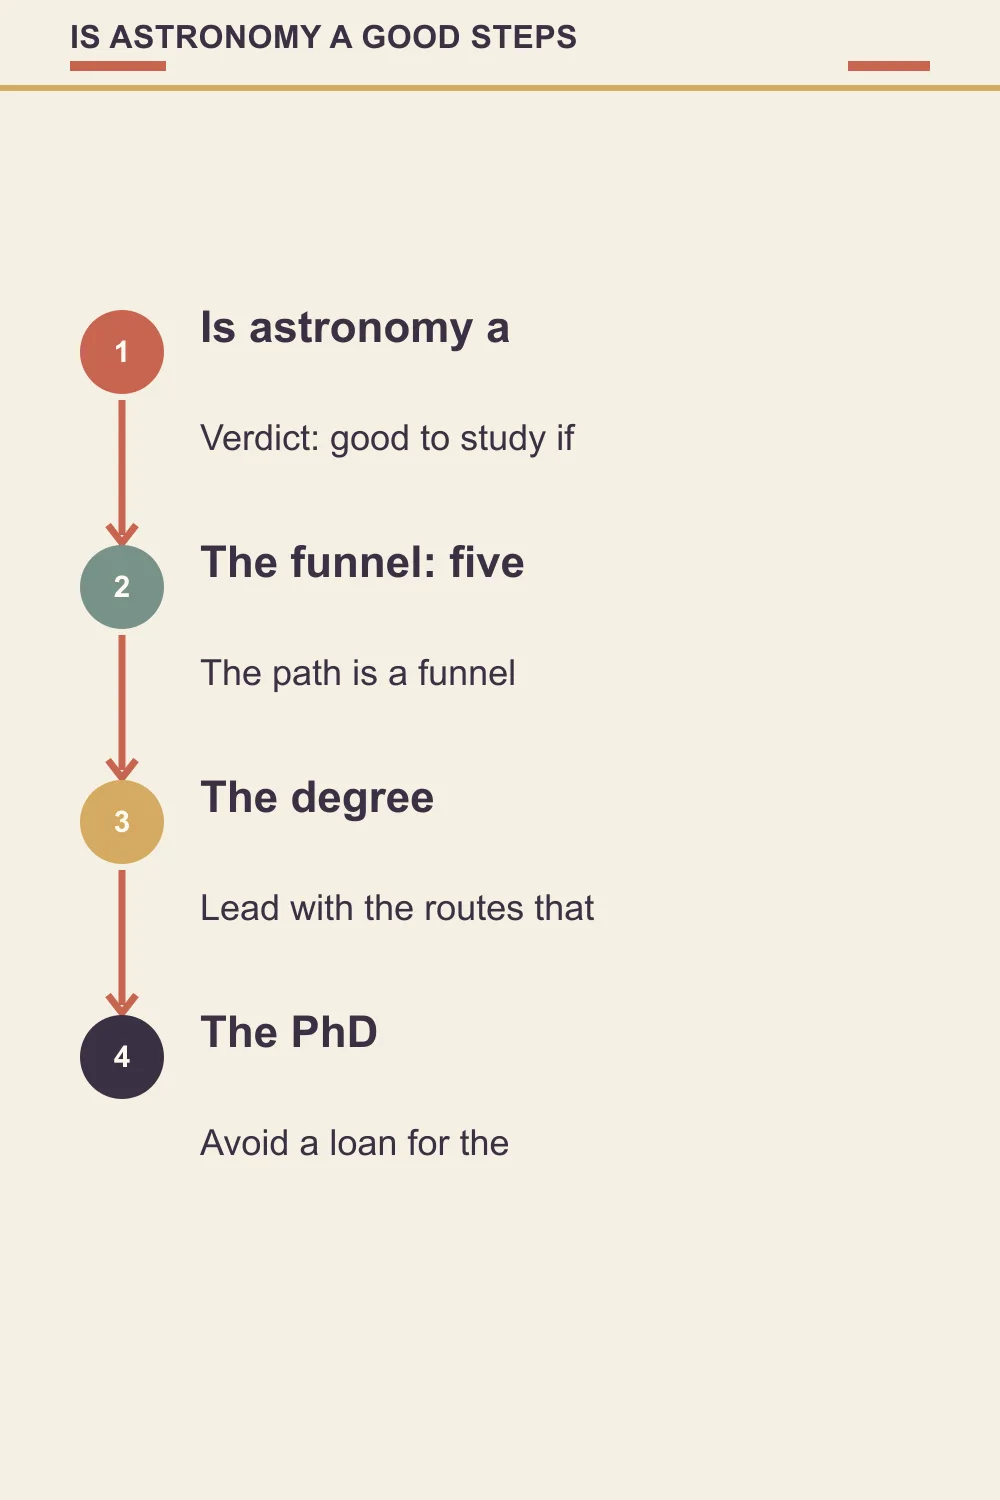 IS ASTRONOMY A GOOD STEPS
1
Is astronomy a
Verdict: good to study if
2
The funnel: five
The path is a funnel
3
The degree
Lead with the routes that
4
The PhD
Avoid a loan for the